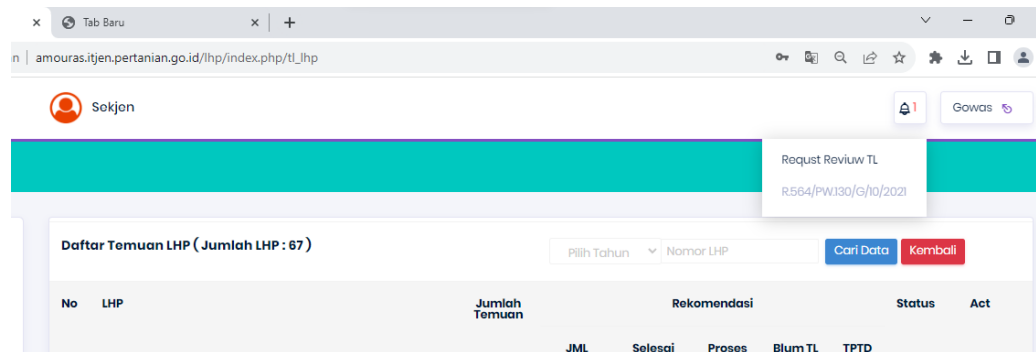 Tab Baru
n | amouras.itjen.pertanian.go.id/lhp/index.php/tl_lhp
Sekjen
1
Gowas
Requst Reviuw TL
R.564/PW.130/G/10/2021
Daftar Temuan LHP ( Jumlah LHP : 67 )
Pilih Tahun
Nomor LHP
Cari Data
Kembali
No LHP Jumlah Temuan Rekomendasi Status Act
JML Selesai Proses Blum TL TPTD